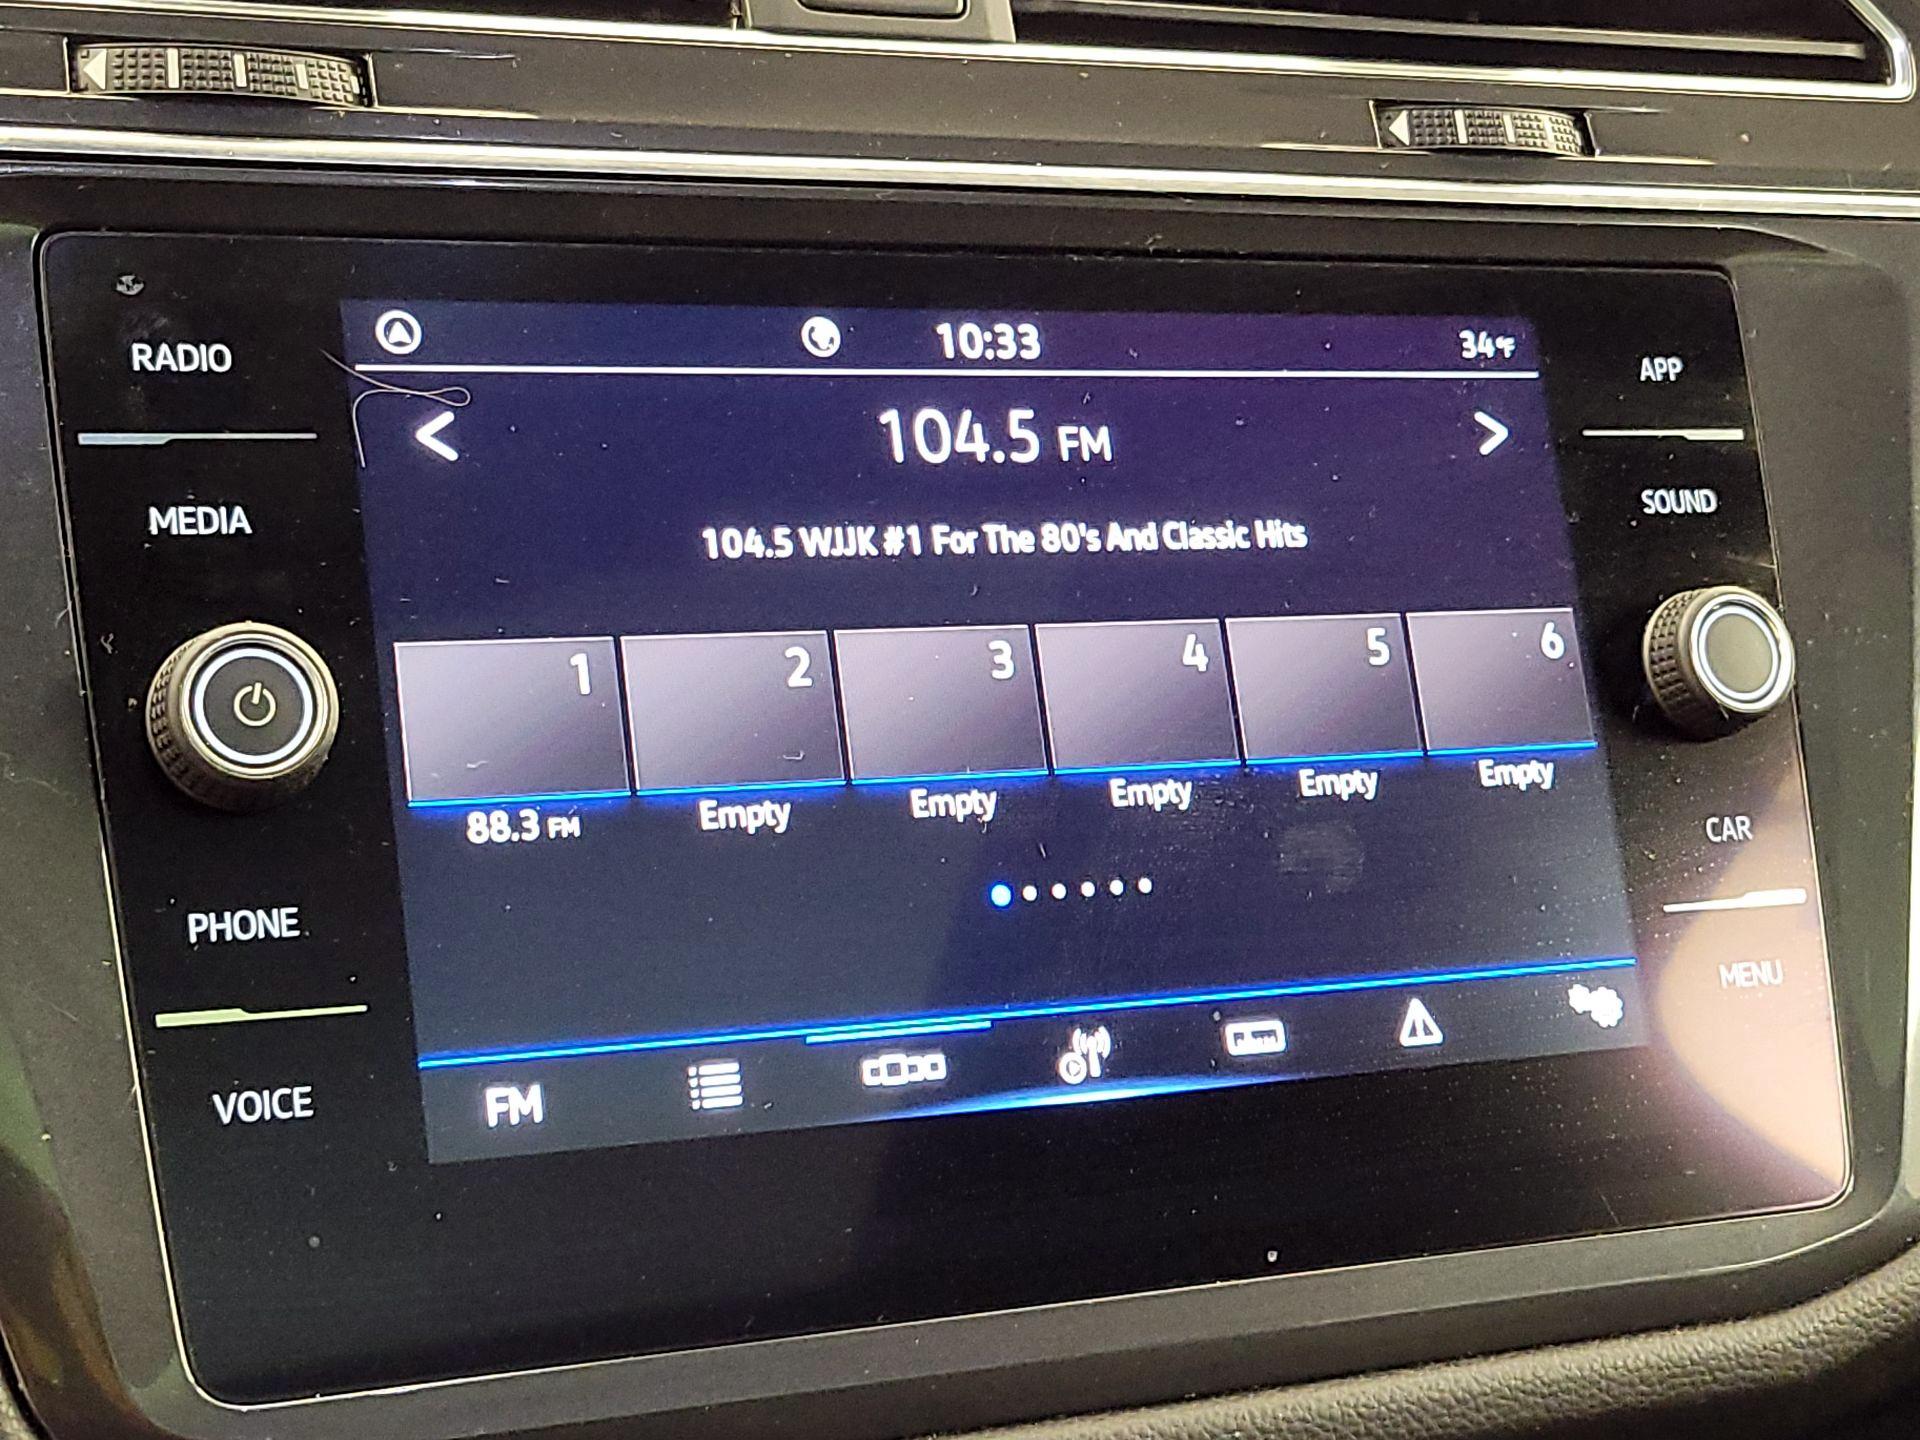 10:33
34°F
RADIO
APP
104.5 FM
MEDIA
SOUND
104.5 WJJK #1 For The 80's And Classic Hits
1 2 3 4 5 6
88.3 FM Empty Empty Empty Empty Empty
CAR
PHONE
MENU
VOICE
FM